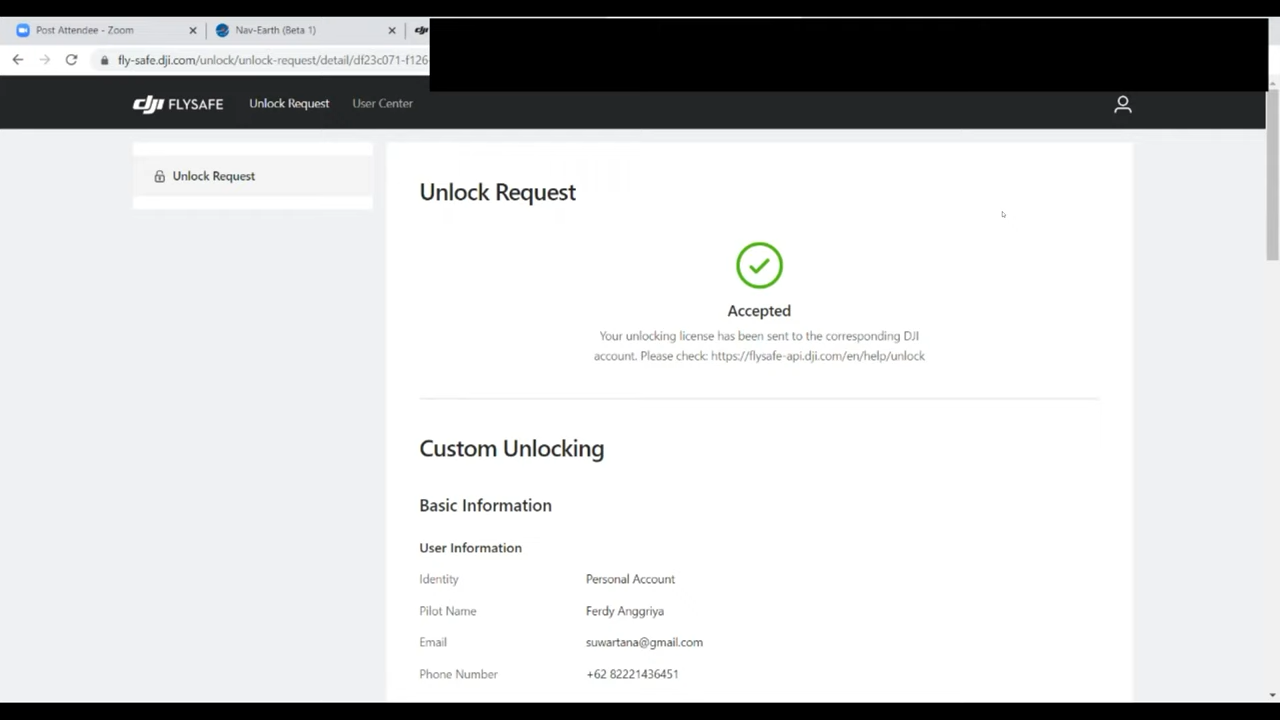 Post Attendee - Zoom
Nav-Earth (Beta 1)
dji
fly-safe.dji.com/unlock/unlock-request/detail/df23c071-f126-
dji FLYSAFE
Unlock Request
User Center
Unlock Request
Unlock Request
Accepted
Your unlocking license has been sent to the corresponding DJI
account. Please check: https://flysafe-api.dji.com/en/help/unlock
Custom Unlocking
Basic Information
User Information
Identity Personal Account
Pilot Name Ferdy Anggriya
Email suwartana@gmail.com
Phone Number +62 82221436451